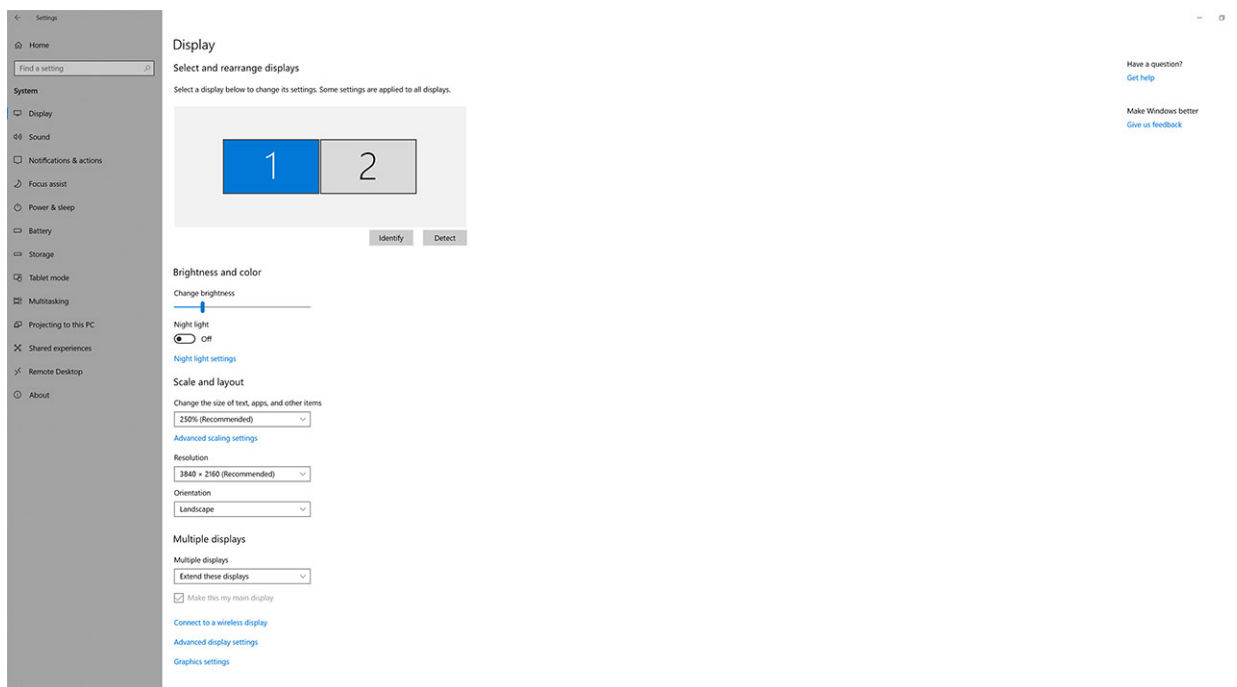 Settings
Home
Find a setting
System
Display
Sound
Notifications & actions
Focus assist
Power & sleep
Battery
Storage
Tablet mode
Multitasking
Projecting to this PC
Shared experiences
Remote Desktop
About
Display
Select and rearrange displays
Select a display below to change its settings. Some settings are applied to all displays.
1 2
Identify Detect
Brightness and color
Change brightness
Night light
Off
Night light settings
Scale and layout
Change the size of text, apps, and other items
250% (Recommended)
Advanced scaling settings
Resolution
3840 × 2160 (Recommended)
Orientation
Landscape
Multiple displays
Multiple displays
Extend these displays
Make this my main display
Connect to a wireless display
Advanced display settings
Graphics settings
Have a question?
Get help
Make Windows better
Give us feedback